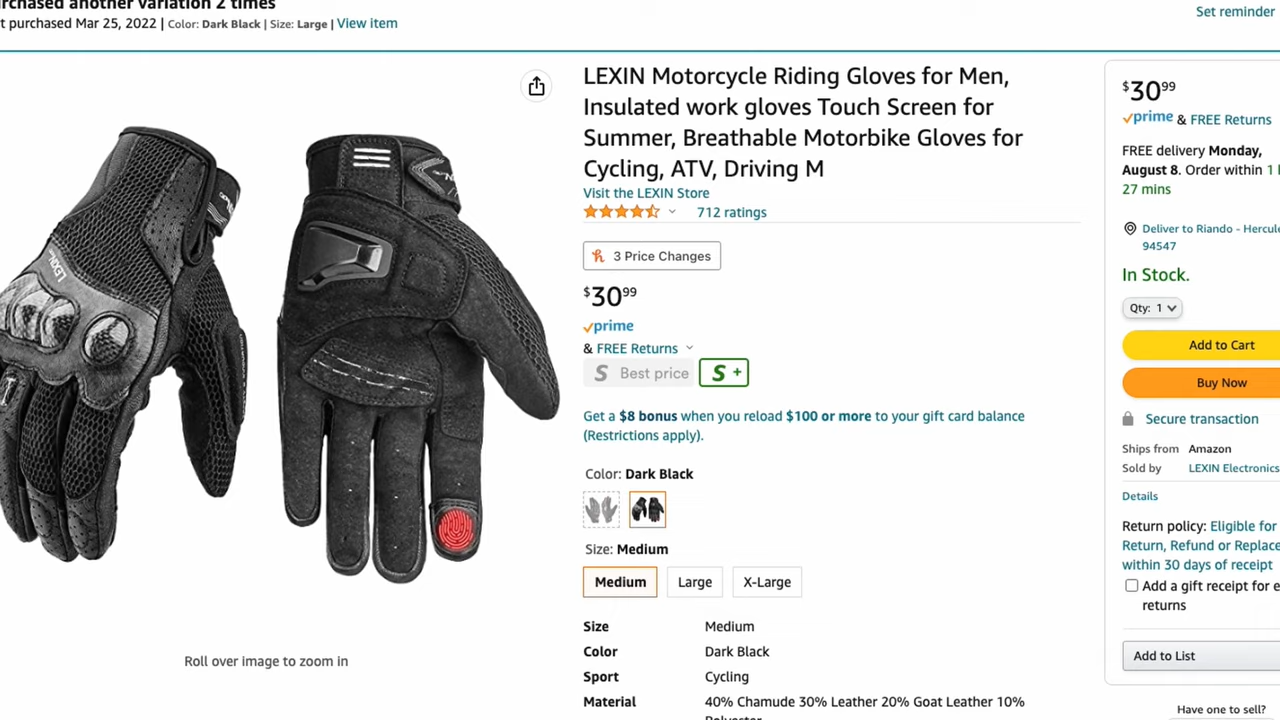 rchased another variation 2 times
t purchased Mar 25, 2022 | Color: Dark Black | Size: Large | View item
Set reminder
LEXIN Motorcycle Riding Gloves for Men,
Insulated work gloves Touch Screen for
Summer, Breathable Motorbike Gloves for
Cycling, ATV, Driving M
Visit the LEXIN Store
712 ratings
3 Price Changes
$30 99
prime
& FREE Returns
S Best price
S +
Get a $8 bonus when you reload $100 or more to your gift card balance
(Restrictions apply).
Color: Dark Black
Size: Medium
Medium Large X-Large
Size Medium
Color Dark Black
Sport Cycling
Material 40% Chamude 30% Leather 20% Goat Leather 10%
Polyester
LEXIN
Roll over image to zoom in
$30 99
prime & FREE Returns
FREE delivery Monday,
August 8. Order within 1
27 mins
Deliver to Riando - Hercule
94547
In Stock.
Qty: 1
Add to Cart
Buy Now
Secure transaction
Ships from Amazon
Sold by LEXIN Electronics
Details
Return policy: Eligible for
Return, Refund or Replace
within 30 days of receipt
Add a gift receipt for e
returns
Add to List
Have one to sell?